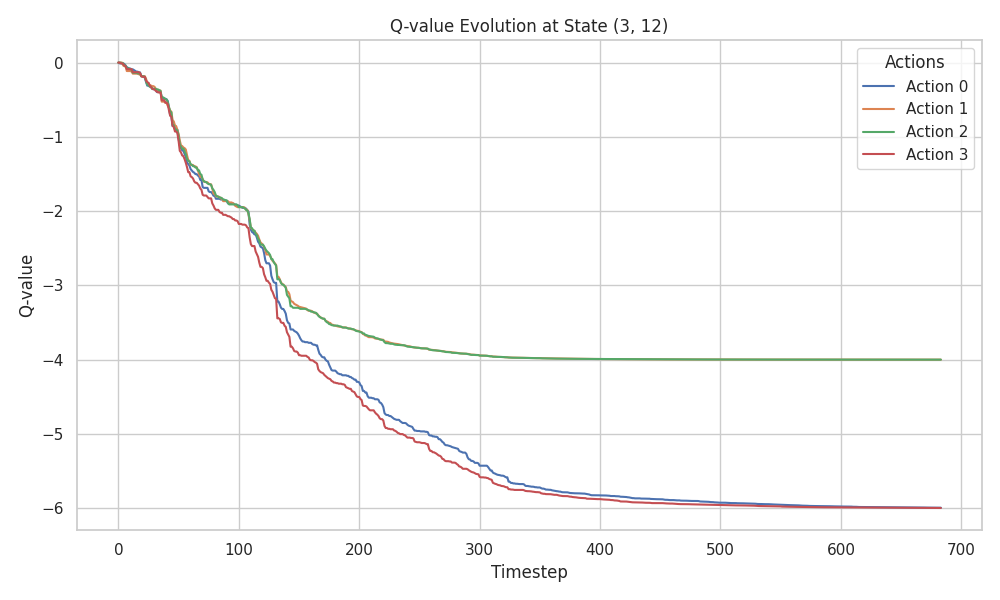 Q-value Evolution at State (3, 12)
Actions
Action 0
Action 1
Action 2
Action 3
Q-value
0
−1
−2
−3
−4
−5
−6
0 100 200 300 400 500 600 700
Timestep